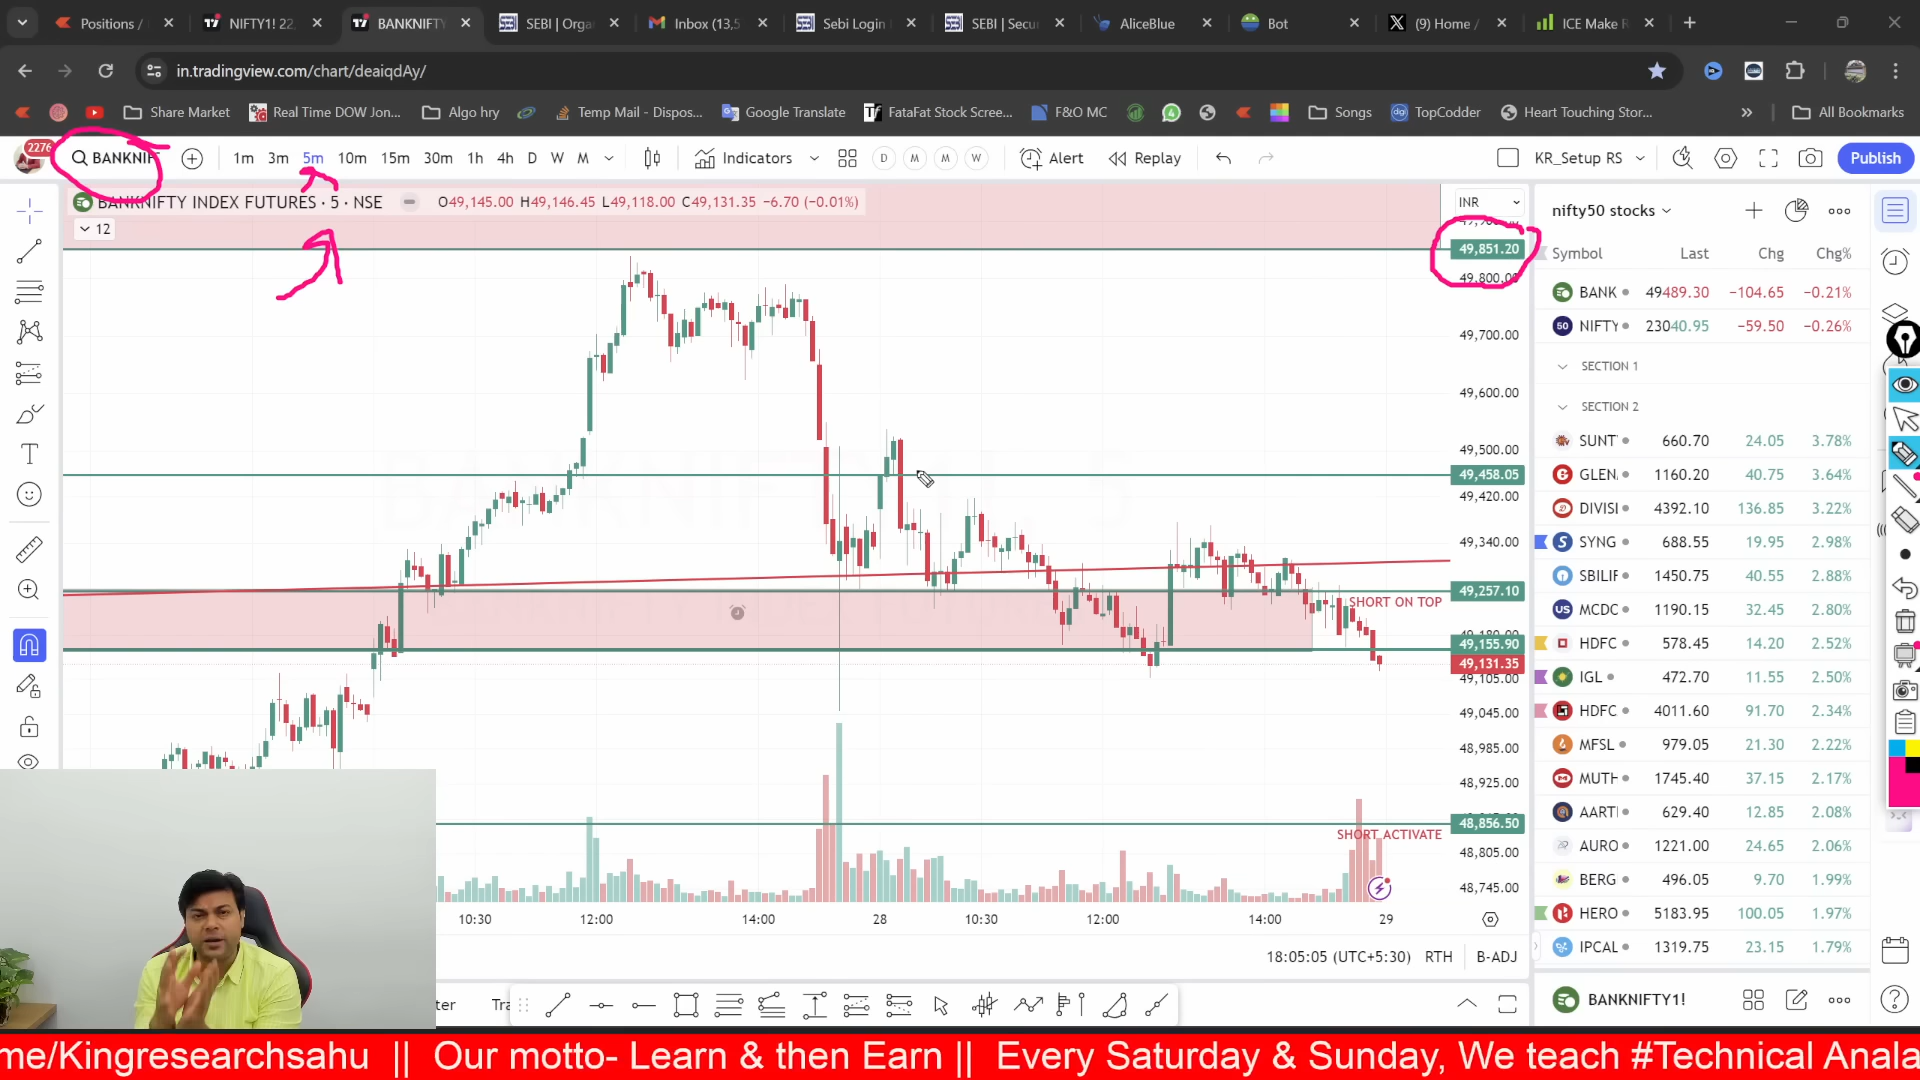 Positions /
NIFTY1! 22,
BANKNIFTY
SEBI | Orga
Inbox (13,5
Sebi Login
SEBI | Secu
AliceBlue
Bot
(9) Home /
ICE Make R
in.tradingview.com/chart/deaiqdAy/
Share Market
Real Time DOW Jon...
Algo hry
Temp Mail - Dispos...
Google Translate
FataFat Stock Scree...
F&O MC
Songs
TopCodder
Heart Touching Stor...
All Bookmarks
2276
BANKNIF
1m 3m 5m 10m 15m 30m 1h 4h D W M
Indicators
D M M W
Alert
Replay
KR_Setup RS
Publish
BANKNIFTY INDEX FUTURES · 5 · NSE
O49,145.00 H49,146.45 L49,118.00 C49,131.35 −6.70 (−0.01%)
12
INR
49,851.20
49,800.00
49,700.00
49,600.00
49,500.00
49,458.05
49,420.00
49,340.00
49,257.10
SHORT ON TOP
49,155.90
49,131.35
49,105.00
49,045.00
48,985.00
48,925.00
48,856.50
SHORT ACTIVATE
48,805.00
48,745.00
10:30 12:00 14:00 28 10:30 12:00 14:00 29
18:05:05 (UTC+5:30) RTH B-ADJ
nifty50 stocks
Symbol Last Chg Chg%
BANK 49489.30 −104.65 −0.21%
NIFTY 23040.95 −59.50 −0.26%
SECTION 1
SECTION 2
SUNT 660.70 24.05 3.78%
GLEN 1160.20 40.75 3.64%
DIVISI 4392.10 136.85 3.22%
SYNG 688.55 19.95 2.98%
SBILIF 1450.75 40.55 2.88%
MCDC 1190.15 32.45 2.80%
HDFC 578.45 14.20 2.52%
IGL 472.70 11.55 2.50%
HDFC 4011.60 91.70 2.34%
MFSL 979.05 21.30 2.22%
MUTH 1745.40 37.15 2.17%
AARTI 629.40 12.85 2.08%
AURO 1221.00 24.65 2.06%
BERG 496.05 9.70 1.99%
HERO 5183.95 100.05 1.97%
IPCAL 1319.75 23.15 1.79%
BANKNIFTY1!
ter
Tra
me/Kingresearchsahu || Our motto- Learn & then Earn || Every Saturday & Sunday, We teach #Technical Anala